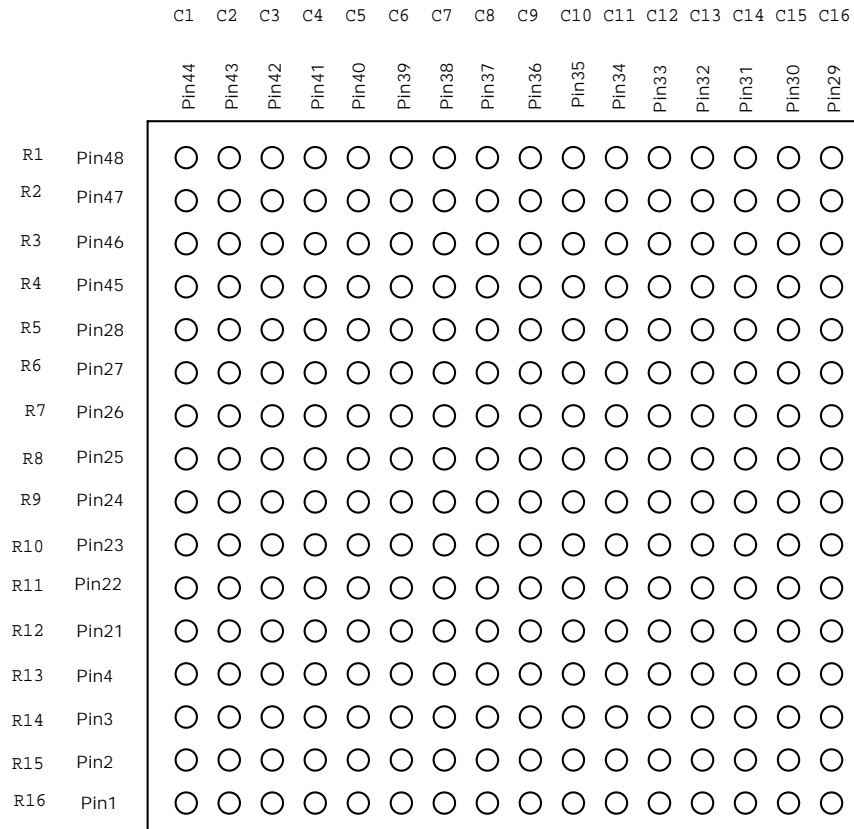 C1 C2 C3 C4 C5 C6 C7 C8 C9 C10 C11 C12 C13 C14 C15 C16
Pin44 Pin43 Pin42 Pin41 Pin40 Pin39 Pin38 Pin37 Pin36 Pin35 Pin34 Pin33 Pin32 Pin31 Pin30 Pin29
R1 Pin48
R2 Pin47
R3 Pin46
R4 Pin45
R5 Pin28
R6 Pin27
R7 Pin26
R8 Pin25
R9 Pin24
R10 Pin23
R11 Pin22
R12 Pin21
R13 Pin4
R14 Pin3
R15 Pin2
R16 Pin1